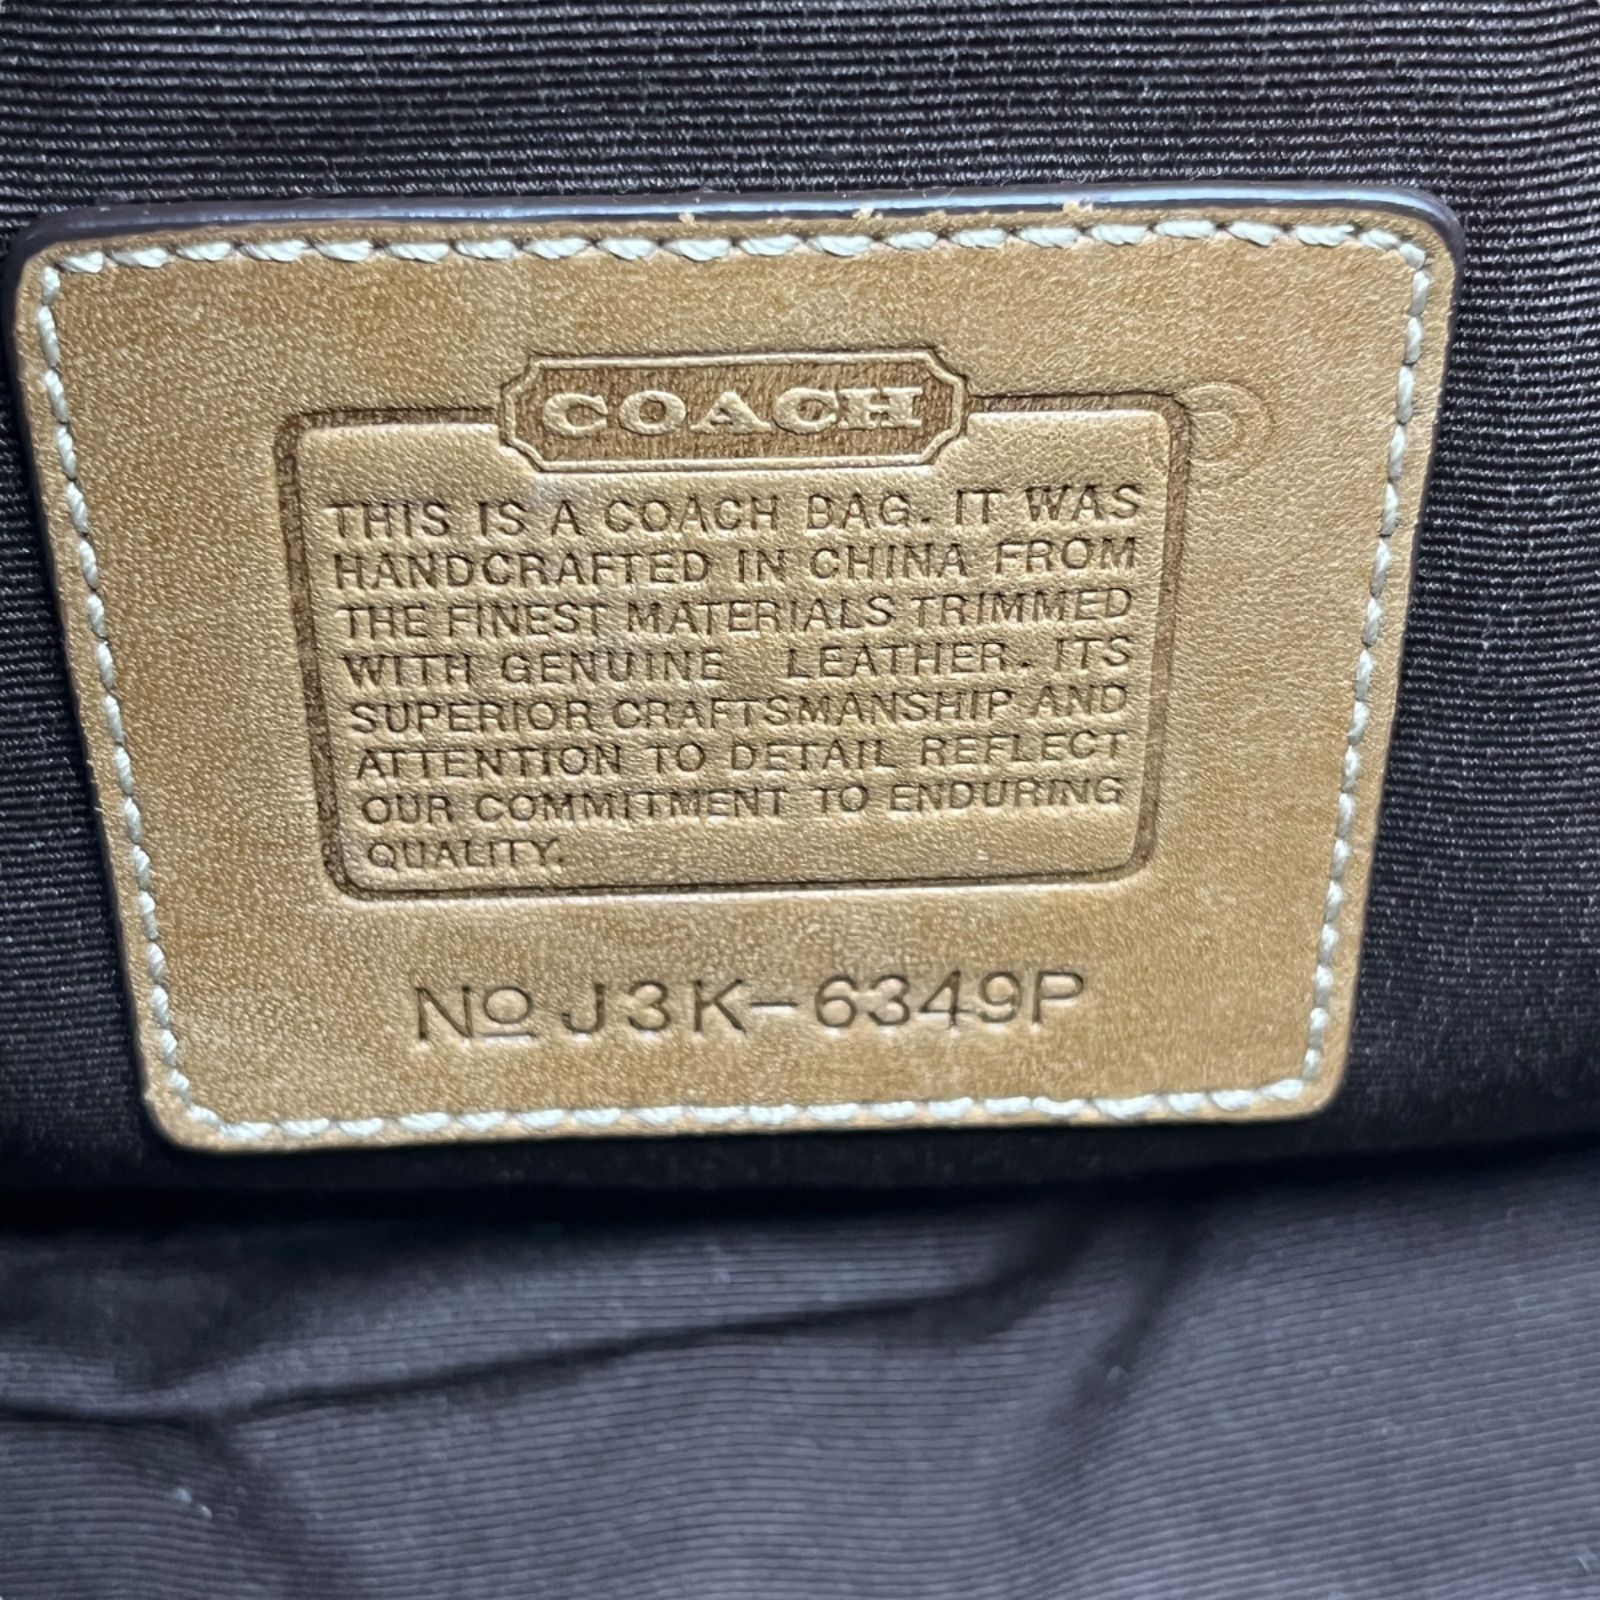 COACH
THIS IS A COACH BAG. IT WAS
HANDCRAFTED IN CHINA FROM
THE FINEST MATERIALS TRIMMED
WITH GENUINE LEATHER. ITS
SUPERIOR CRAFTSMANSHIP AND
ATTENTION TO DETAIL REFLECT
OUR COMMITMENT TO ENDURING
QUALITY.
No J3K-6349P